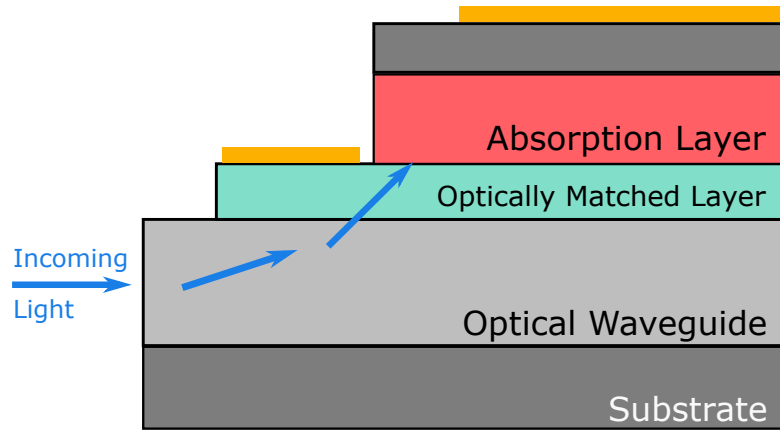 Absorption Layer
Optically Matched Layer
Incoming
Light
Optical Waveguide
Substrate